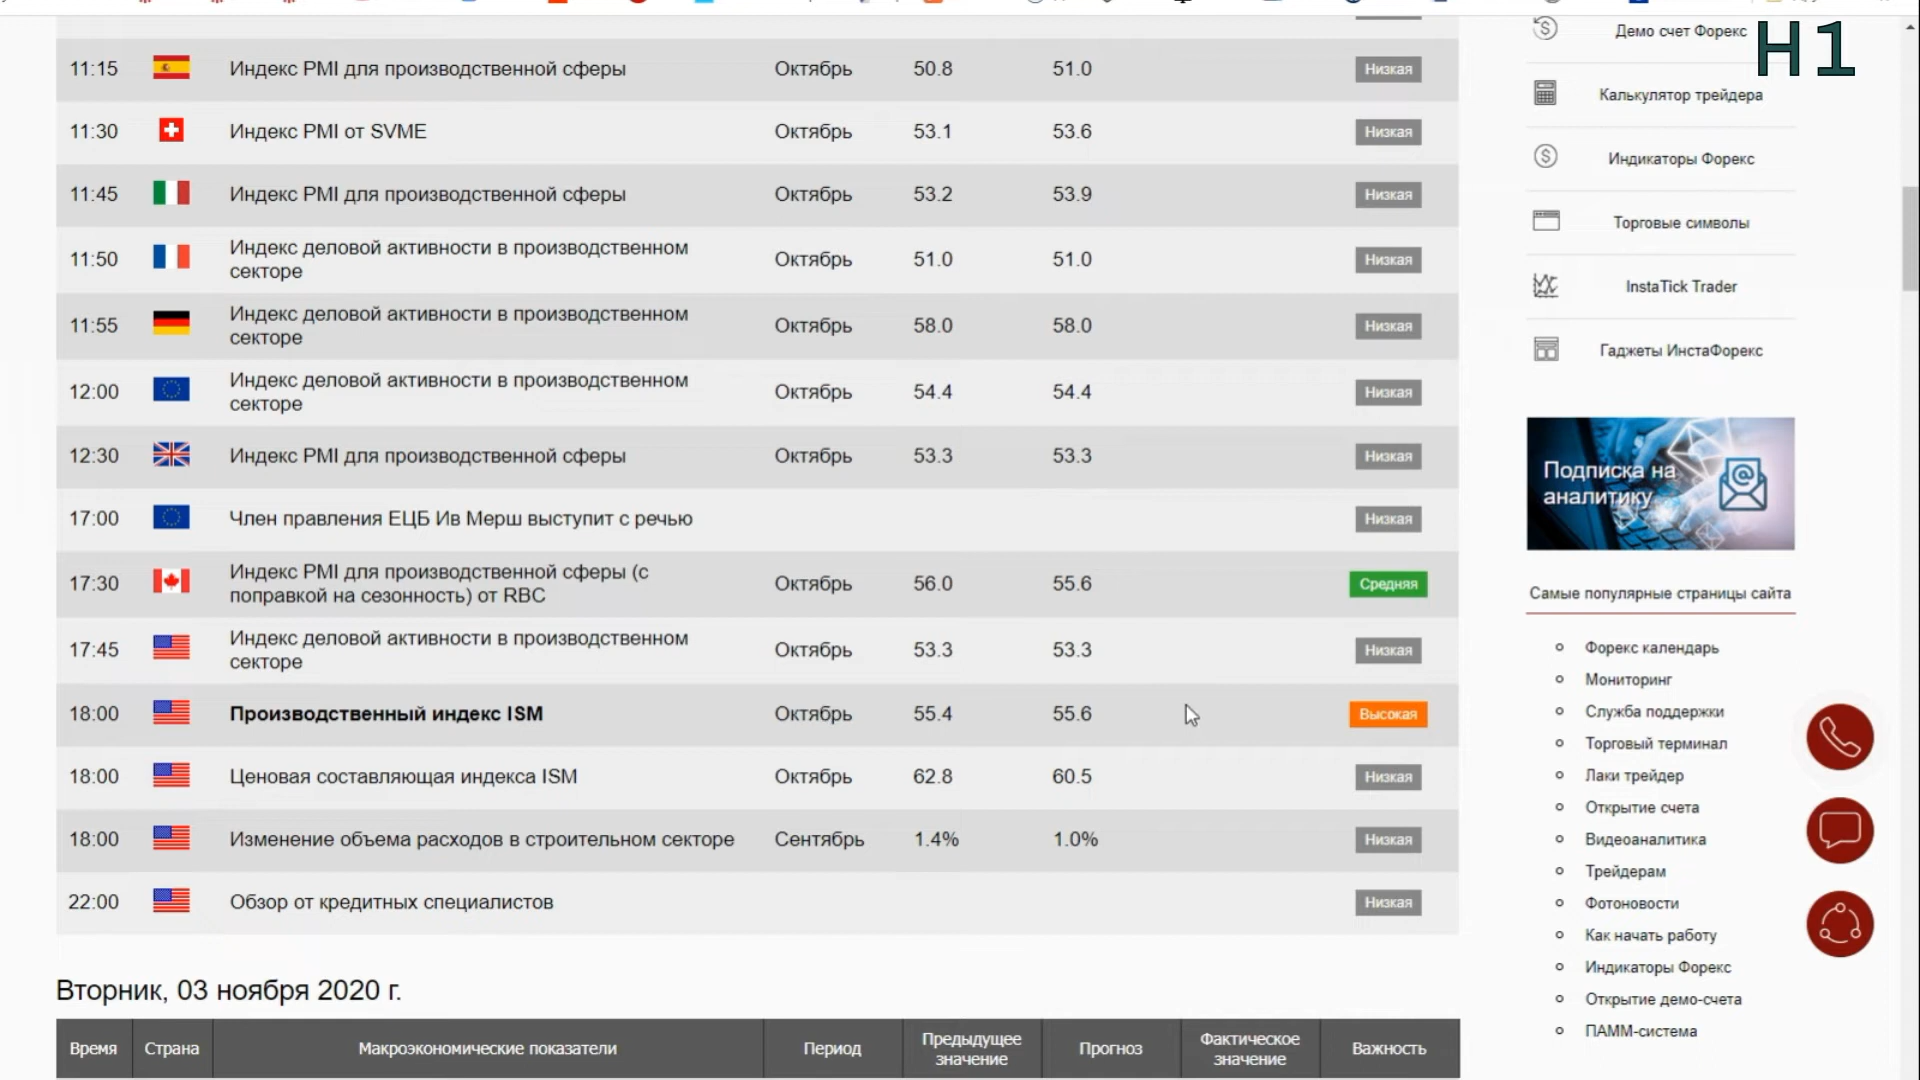 11:15 Индекс PMI для производственной сферы Октябрь 50.8 51.0 Низкая
11:30 Индекс PMI от SVME Октябрь 53.1 53.6 Низкая
11:45 Индекс PMI для производственной сферы Октябрь 53.2 53.9 Низкая
11:50 Индекс деловой активности в производственном
секторе Октябрь 51.0 51.0 Низкая
11:55 Индекс деловой активности в производственном
секторе Октябрь 58.0 58.0 Низкая
12:00 Индекс деловой активности в производственном
секторе Октябрь 54.4 54.4 Низкая
12:30 Индекс PMI для производственной сферы Октябрь 53.3 53.3 Низкая
17:00 Член правления ЕЦБ Ив Мерш выступит с речью Низкая
17:30 Индекс PMI для производственной сферы (с
поправкой на сезонность) от RBC Октябрь 56.0 55.6 Средняя
17:45 Индекс деловой активности в производственном
секторе Октябрь 53.3 53.3 Низкая
18:00 Производственный индекс ISM Октябрь 55.4 55.6 Высокая
18:00 Ценовая составляющая индекса ISM Октябрь 62.8 60.5 Низкая
18:00 Изменение объема расходов в строительном секторе Сентябрь 1.4% 1.0% Низкая
22:00 Обзор от кредитных специалистов Низкая
Вторник, 03 ноября 2020 г.
Время Страна Макроэкономические показатели Период Предыдущее
значение Прогноз Фактическое
значение Важность
H1
Демо счет Форекс
Калькулятор трейдера
Индикаторы Форекс
Торговые символы
InstaTick Trader
Гаджеты ИнстаФорекс
Подписка на
аналитику
Самые популярные страницы сайта
Форекс календарь
Мониторинг
Служба поддержки
Торговый терминал
Лаки трейдер
Открытие счета
Видеоаналитика
Трейдерам
Фотоновости
Как начать работу
Индикаторы Форекс
Открытие демо-счета
ПАММ-система